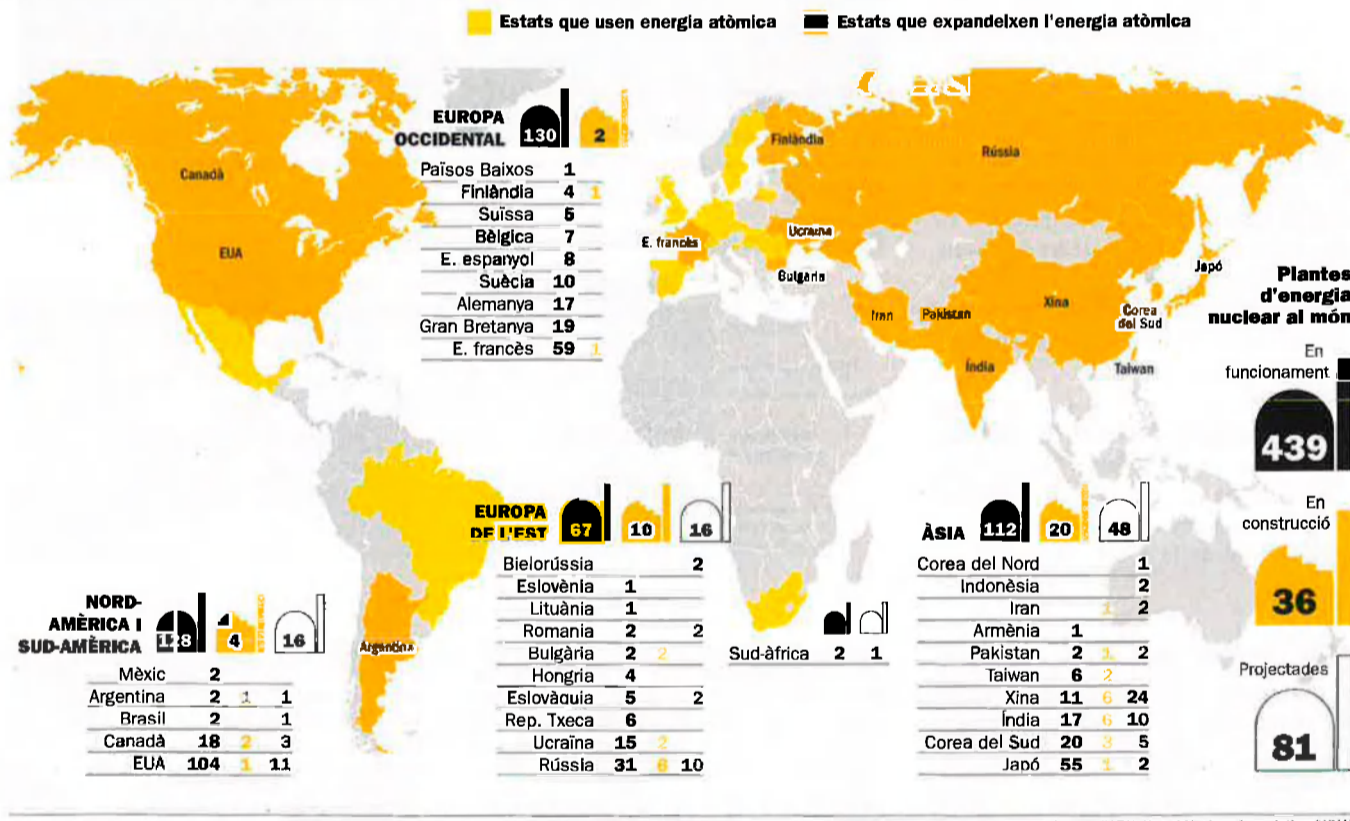 Estats que usen energia atòmica
Estats que expandeixen l'energia atòmica
EUROPA
OCCIDENTAL 130 2
Països Baixos 1
Finlàndia 4 1
Suïssa 5
Bèlgica 7
E. espanyol 8
Suècia 10
Alemanya 17
Gran Bretanya 19
E. francès 59 1
Canadà
EUA
Finlàndia
Rússia
E. francès
Ucraïna
Bulgària
Iran
Pakistan
Xina
Índia
Corea
del Sud
Japó
Taiwan
Argentina
Plantes
d'energia
nuclear al món
En
funcionament
439
En
construcció
36
Projectades
81
NORD-
AMÈRICA I
SUD-AMÈRICA 128 4 16
Mèxic 2
Argentina 2 1 1
Brasil 2 1
Canadà 18 2 3
EUA 104 1 11
EUROPA
DE L'EST 67 10 16
Bielorússia 2
Eslovènia 1
Lituània 1
Romania 2 2
Bulgària 2 2
Hongria 4
Eslovàquia 5 2
Rep. Txeca 6
Ucraïna 15 2
Rússia 31 6 10
Sud-àfrica 2 1
ÀSIA 112 20 48
Corea del Nord 1
Indonèsia 2
Iran 1 2
Armènia 1
Pakistan 2 1 2
Taiwan 6 2
Xina 11 6 24
Índia 17 6 10
Corea del Sud 20 3 5
Japó 55 1 2